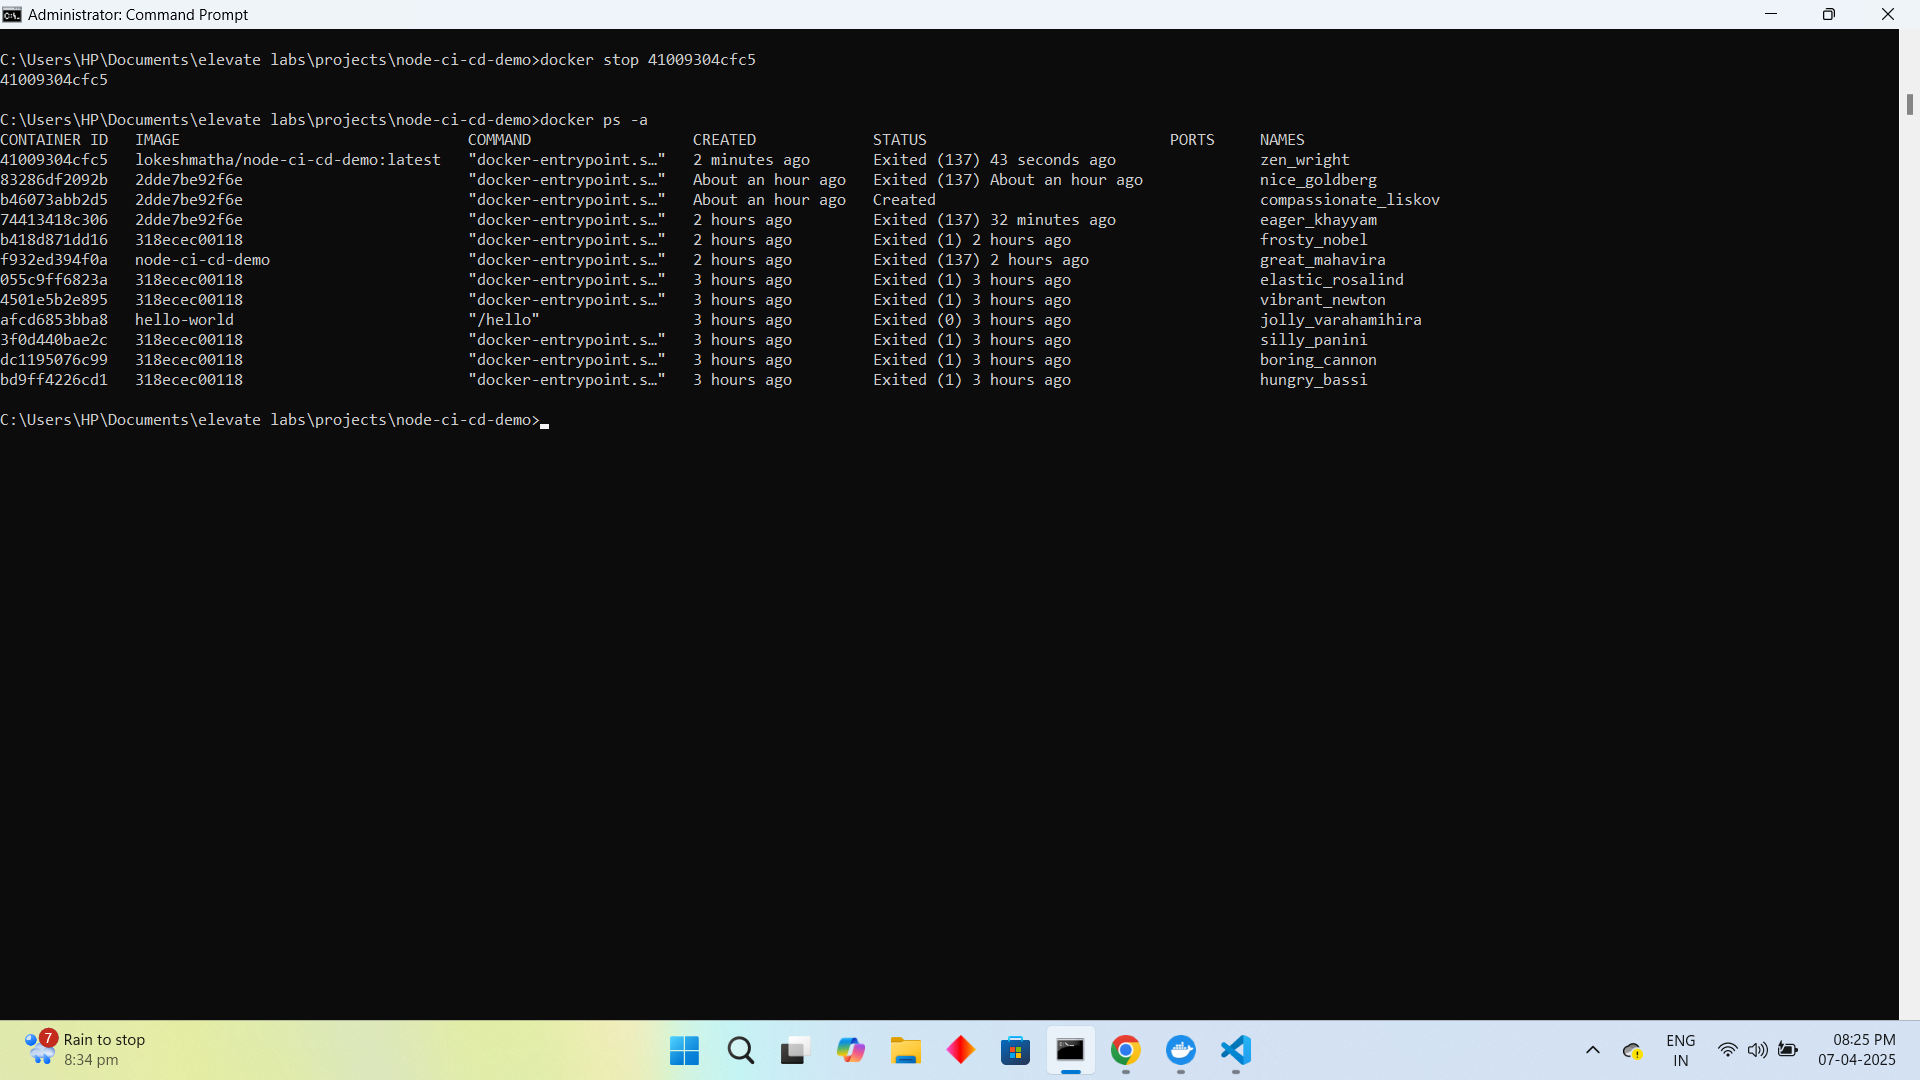 Administrator: Command Prompt
C:\Users\HP\Documents\elevate labs\projects\node-ci-cd-demo>docker stop 41009304cfc5
41009304cfc5
C:\Users\HP\Documents\elevate labs\projects\node-ci-cd-demo>docker ps -a
CONTAINER ID   IMAGE                                COMMAND                  CREATED             STATUS                           PORTS     NAMES
41009304cfc5   lokeshmatha/node-ci-cd-demo:latest   "docker-entrypoint.s…"   2 minutes ago       Exited (137) 43 seconds ago                zen_wright
83286df2092b   2dde7be92f6e                         "docker-entrypoint.s…"   About an hour ago   Exited (137) About an hour ago             nice_goldberg
b46073abb2d5   2dde7be92f6e                         "docker-entrypoint.s…"   About an hour ago   Created                                    compassionate_liskov
74413418c306   2dde7be92f6e                         "docker-entrypoint.s…"   2 hours ago         Exited (137) 32 minutes ago                eager_khayyam
b418d871dd16   318ecec00118                         "docker-entrypoint.s…"   2 hours ago         Exited (1) 2 hours ago                     frosty_nobel
f932ed394f0a   node-ci-cd-demo                      "docker-entrypoint.s…"   2 hours ago         Exited (137) 2 hours ago                   great_mahavira
055c9ff6823a   318ecec00118                         "docker-entrypoint.s…"   3 hours ago         Exited (1) 3 hours ago                     elastic_rosalind
4501e5b2e895   318ecec00118                         "docker-entrypoint.s…"   3 hours ago         Exited (1) 3 hours ago                     vibrant_newton
afcd6853bba8   hello-world                          "/hello"                 3 hours ago         Exited (0) 3 hours ago                     jolly_varahamihira
3f0d440bae2c   318ecec00118                         "docker-entrypoint.s…"   3 hours ago         Exited (1) 3 hours ago                     silly_panini
dc1195076c99   318ecec00118                         "docker-entrypoint.s…"   3 hours ago         Exited (1) 3 hours ago                     boring_cannon
bd9ff4226cd1   318ecec00118                         "docker-entrypoint.s…"   3 hours ago         Exited (1) 3 hours ago                     hungry_bassi
C:\Users\HP\Documents\elevate labs\projects\node-ci-cd-demo>
7
Rain to stop
8:34 pm
ENG
IN
08:25 PM
07-04-2025